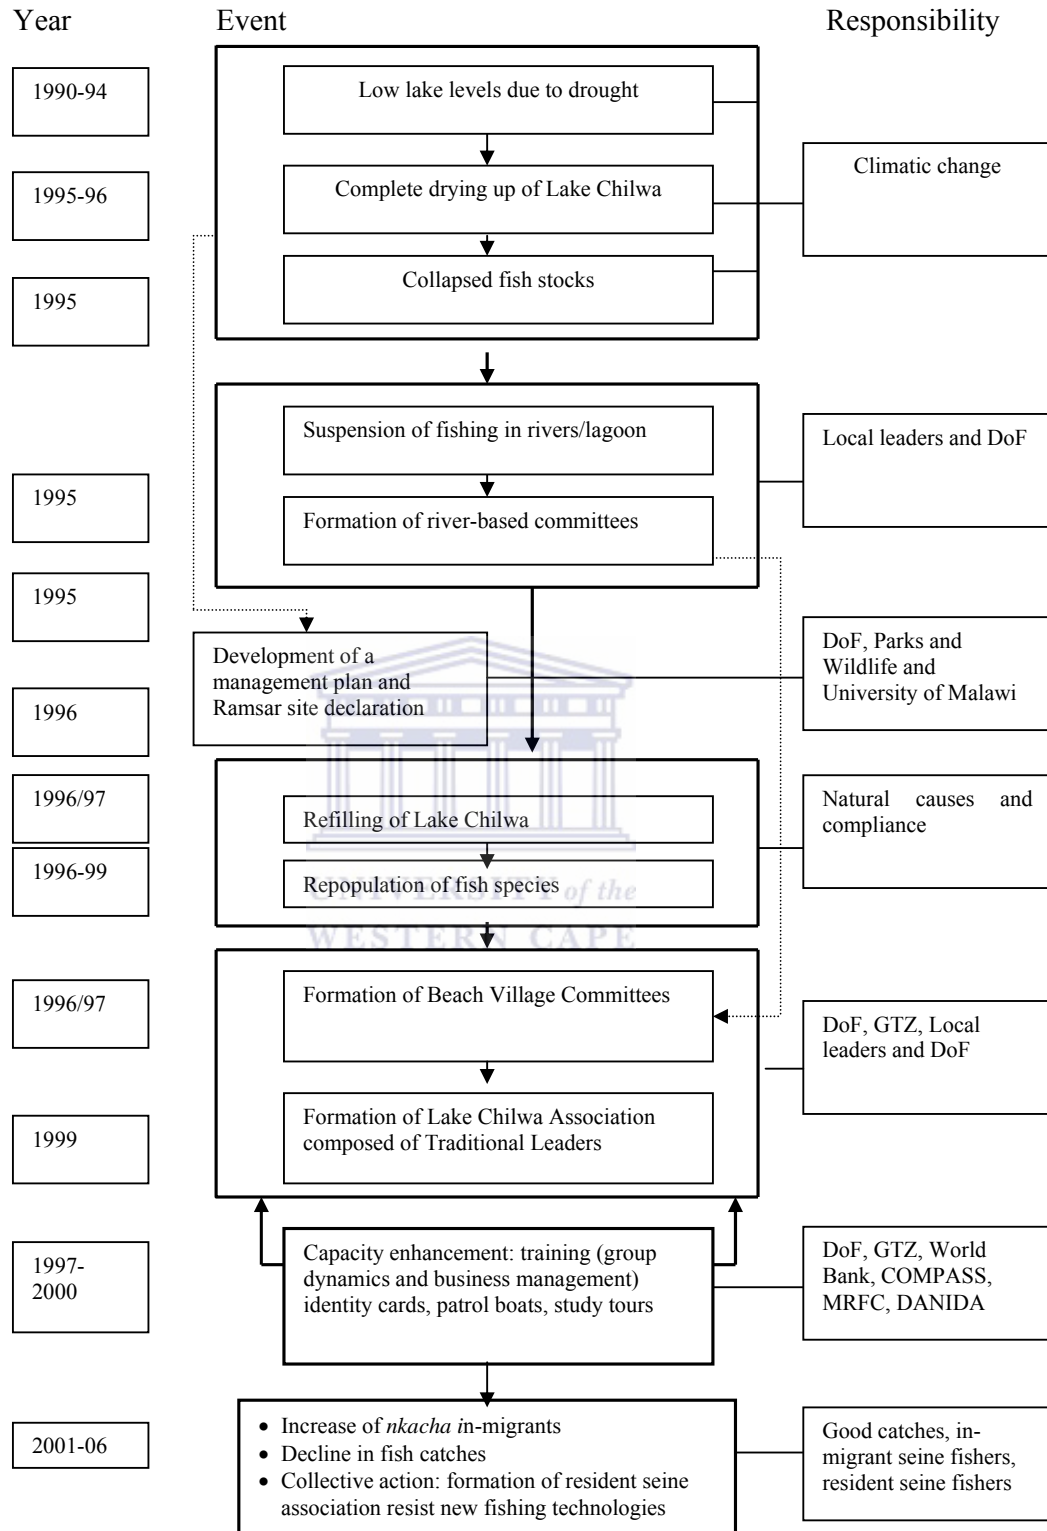 Year Event Responsibility
1990-94
Low lake levels due to drought
1995-96
Complete drying up of Lake Chilwa
Climatic change
1995
Collapsed fish stocks
Suspension of fishing in rivers/lagoon
Local leaders and DoF
1995
Formation of river-based committees
1995
Development of a
management plan and
Ramsar site declaration
DoF, Parks and
Wildlife and
University of Malawi
1996
1996/97
Refilling of Lake Chilwa
Natural causes and
compliance
1996-99
Repopulation of fish species
UNIVERSITY of the
WESTERN CAPE
1996/97
Formation of Beach Village Committees
DoF, GTZ, Local
leaders and DoF
1999
Formation of Lake Chilwa Association
composed of Traditional Leaders
1997-
2000
Capacity enhancement: training (group
dynamics and business management)
identity cards, patrol boats, study tours
DoF, GTZ, World
Bank, COMPASS,
MRFC, DANIDA
2001-06
• Increase of nkacha in-migrants
• Decline in fish catches
• Collective action: formation of resident seine
association resist new fishing technologies
Good catches, in-
migrant seine fishers,
resident seine fishers